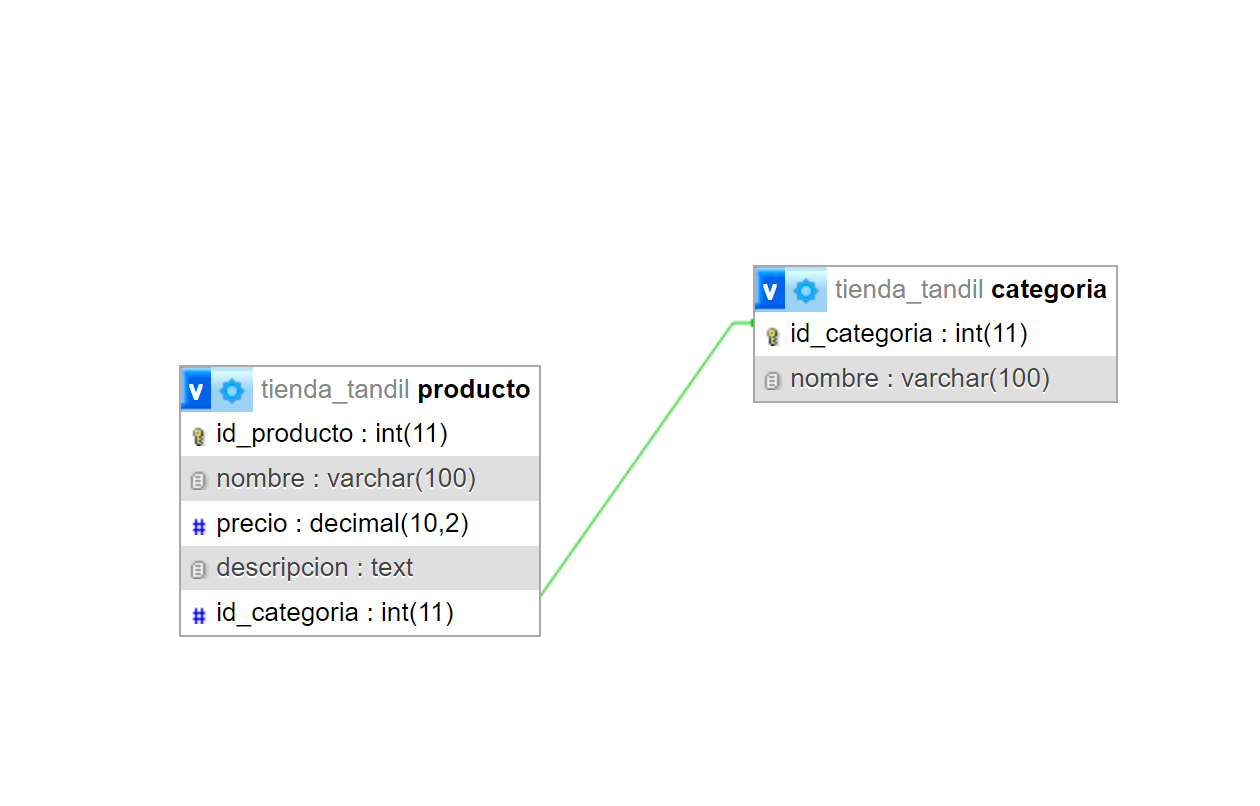 v tienda_tandil categoria
id_categoria : int(11)
nombre : varchar(100)
v tienda_tandil producto
id_producto : int(11)
nombre : varchar(100)
# precio : decimal(10,2)
descripcion : text
# id_categoria : int(11)